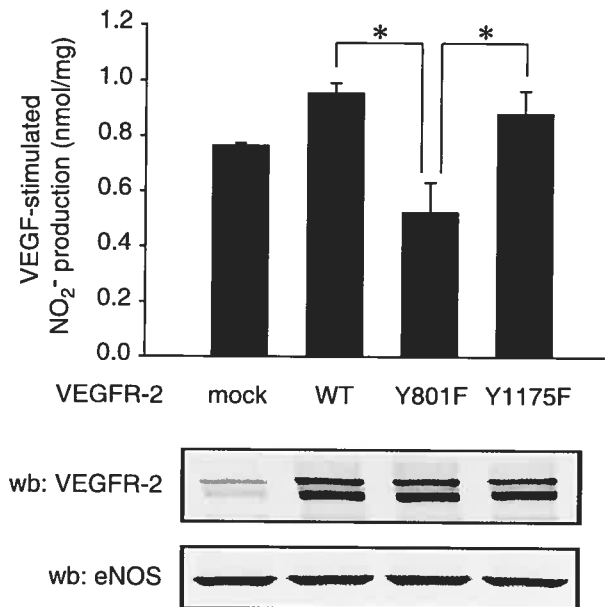 VEGF-stimulated
NO₂⁻ production (nmol/mg)
1.2
1.0
0.8
0.6
0.4
0.2
0.0
*
*
VEGFR-2 mock WT Y801F Y1175F
wb: VEGFR-2
wb: eNOS